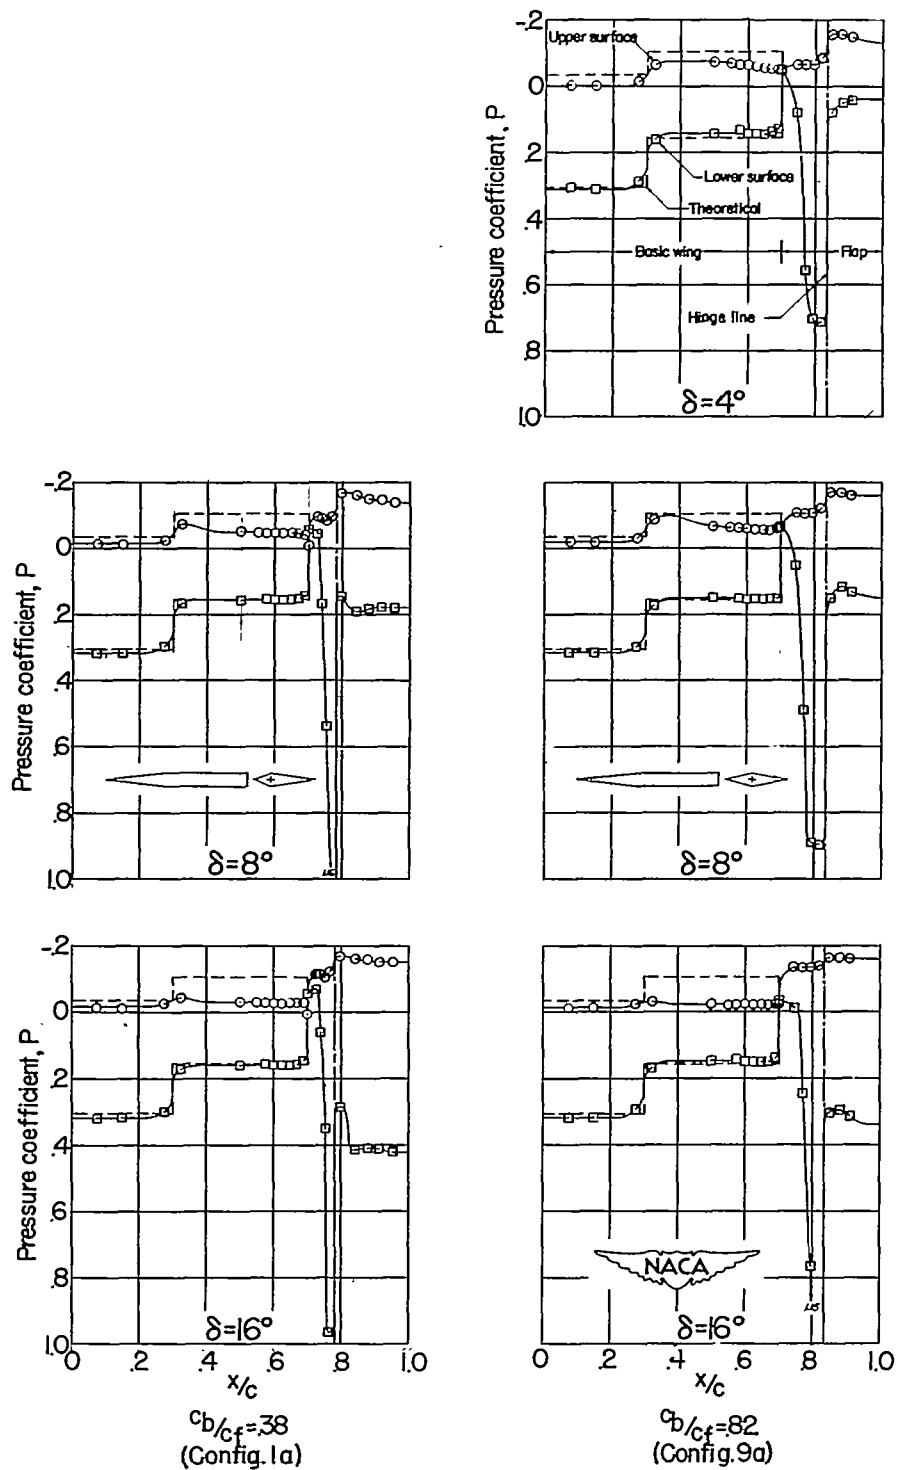 -.2
Upper surface
0
.2
Lower surface
Theoretical
.4
Basic wing
Flap
.6
Hinge line
.8
δ=4°
1.0
Pressure coefficient, P
-.2
0
.2
.4
.6
.8
δ=8°
1.0
Pressure coefficient, P
δ=8°
-.2
0
.2
.4
.6
.8
δ=16°
1.0
Pressure coefficient, P
0 .2 .4 .6 .8 1.0
x/c
NACA
δ=16°
0 .2 .4 .6 .8 1.0
x/c
cb/cf=.38
(Config.1a)
cb/cf=.82
(Config.9a)